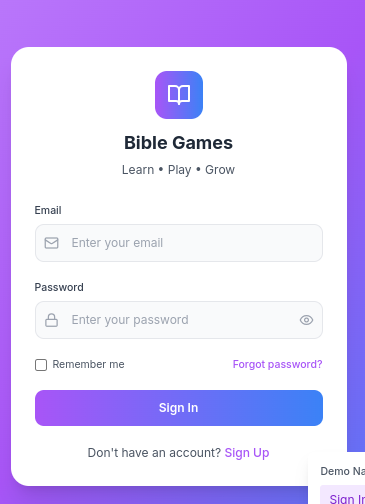 Bible Games
Learn • Play • Grow
Email
Enter your email
Password
Enter your password
Remember me
Forgot password?
Sign In
Don't have an account? Sign Up
Demo Na
Sign In